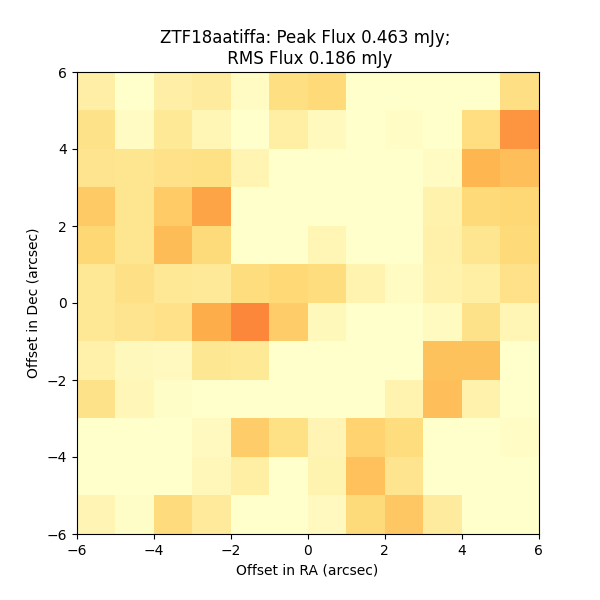 ZTF18aatiffa: Peak Flux 0.463 mJy;
RMS Flux 0.186 mJy
6
4
2
0
−2
−4
−6
Offset in Dec (arcsec)
−6 −4 −2 0 2 4 6
Offset in RA (arcsec)